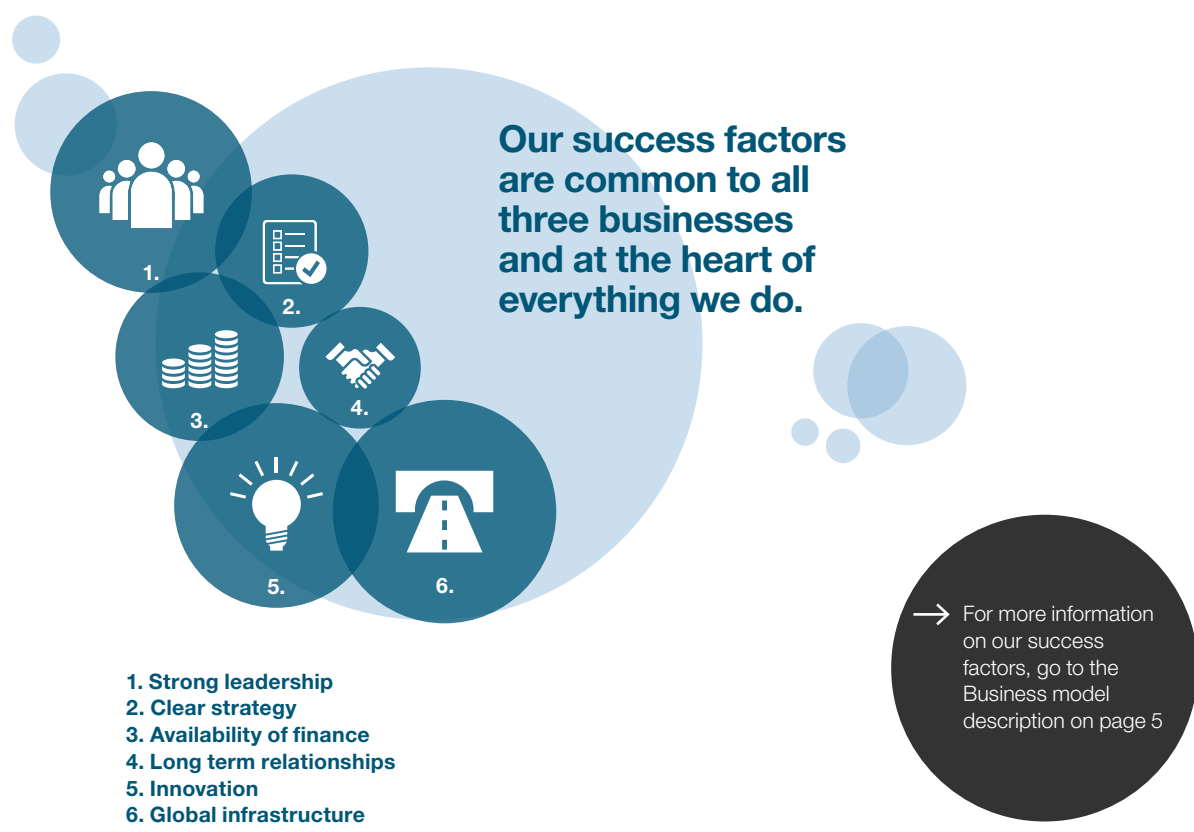 Our success factors
are common to all
three businesses
and at the heart of
everything we do.
1.
2.
3.
4.
5.
6.
1. Strong leadership
2. Clear strategy
3. Availability of finance
4. Long term relationships
5. Innovation
6. Global infrastructure
→ For more information
on our success
factors, go to the
Business model
description on page 5